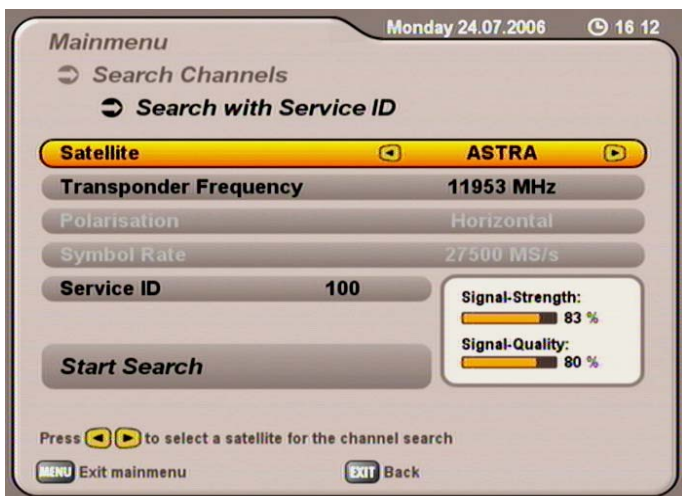 Monday 24.07.2006 16 12
Mainmenu
Search Channels
Search with Service ID
Satellite ASTRA
Transponder Frequency 11953 MHz
Polarisation Horizontal
Symbol Rate 27500 MS/s
Service ID 100
Signal-Strength:
83 %
Signal-Quality:
80 %
Start Search
Press to select a satellite for the channel search
MENU Exit mainmenu EXIT Back